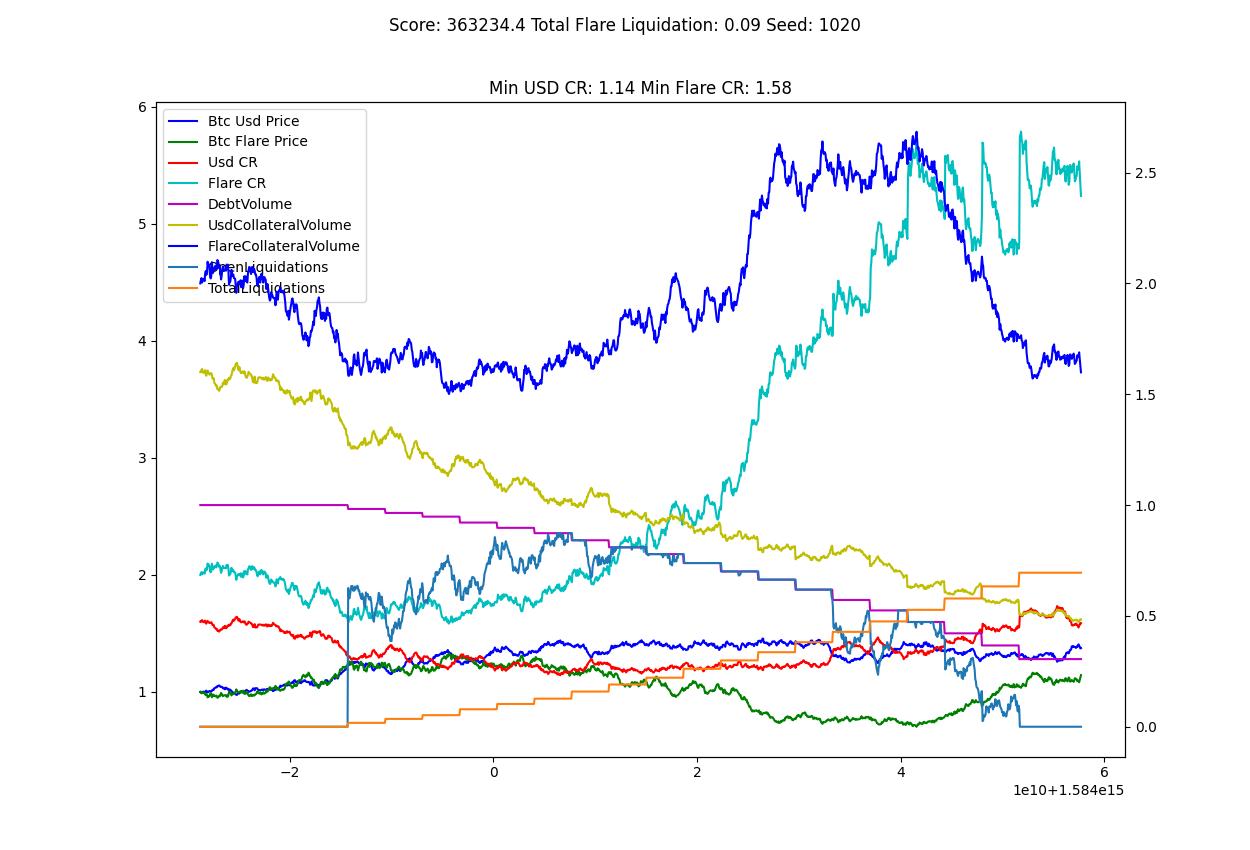 Score: 363234.4 Total Flare Liquidation: 0.09 Seed: 1020
Min USD CR: 1.14 Min Flare CR: 1.58
Btc Usd Price
Btc Flare Price
Usd CR
Flare CR
DebtVolume
UsdCollateralVolume
FlareCollateralVolume
OpenLiquidations
TotalLiquidations
6
5
4
3
2
1
2.5
2.0
1.5
1.0
0.5
0.0
−2 0 2 4 6
1e10+1.584e15